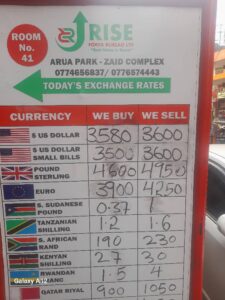 ROOM
No.
41
RISE
FOREX BUREAU LTD
ARUA PARK - ZAID COMPLEX
0774656837/ 0776574443
TODAY'S EXCHANGE RATES
CURRENCY WE BUY WE SELL
$ US DOLLAR 3580 3600
$ US DOLLAR SMALL BILLS 3500 3600
POUND STERLING 4600 4950
EURO 3900 4250
S. SUDANESE POUND 0.37 1
TANZANIAN SHILLING 1.2 1.6
S. AFRICAN RAND 190 230
KENYAN SHILLING 27 30
RWANDAN FRANC 1.5 4
QATAR RIYAL 900 1050
Galaxy A